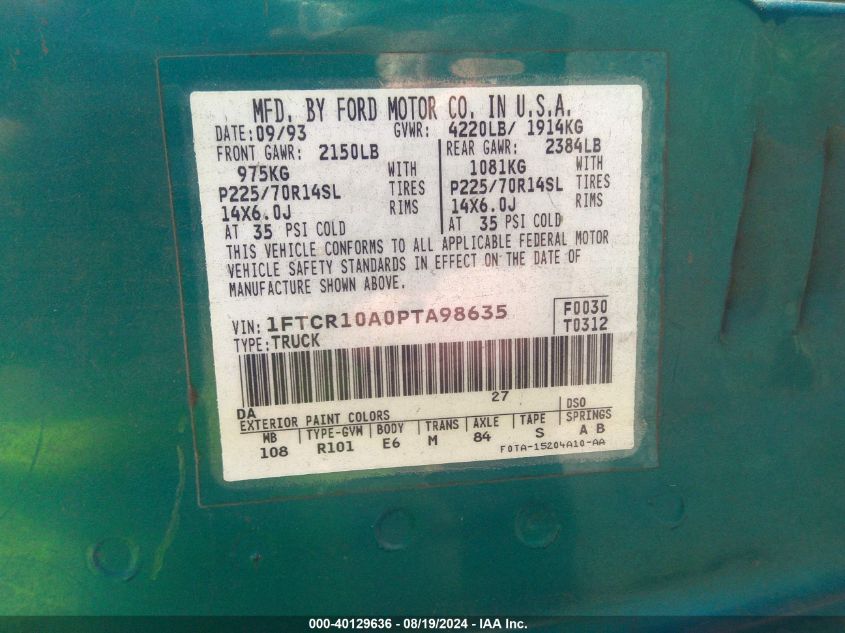 MFD. BY FORD MOTOR CO. IN U.S.A.
DATE: 09/93 GVWR: 4220LB/ 1914KG
FRONT GAWR: 2150LB REAR GAWR: 2384LB
975KG WITH 1081KG WITH
P225/70R14SL TIRES P225/70R14SL TIRES
14X6.0J RIMS 14X6.0J RIMS
AT 35 PSI COLD AT 35 PSI COLD
THIS VEHICLE CONFORMS TO ALL APPLICABLE FEDERAL MOTOR
VEHICLE SAFETY STANDARDS IN EFFECT ON THE DATE OF
MANUFACTURE SHOWN ABOVE.
VIN: 1FTCR10A0PTA98635 F0030
TYPE: TRUCK T0312
27
DA DSO
EXTERIOR PAINT COLORS
WB TYPE-GVW BODY TRANS AXLE TAPE SPRINGS
108 R101 E6 M 84 S A B
F0TA-15204A10-AA
000-40129636 - 08/19/2024 - IAA Inc.